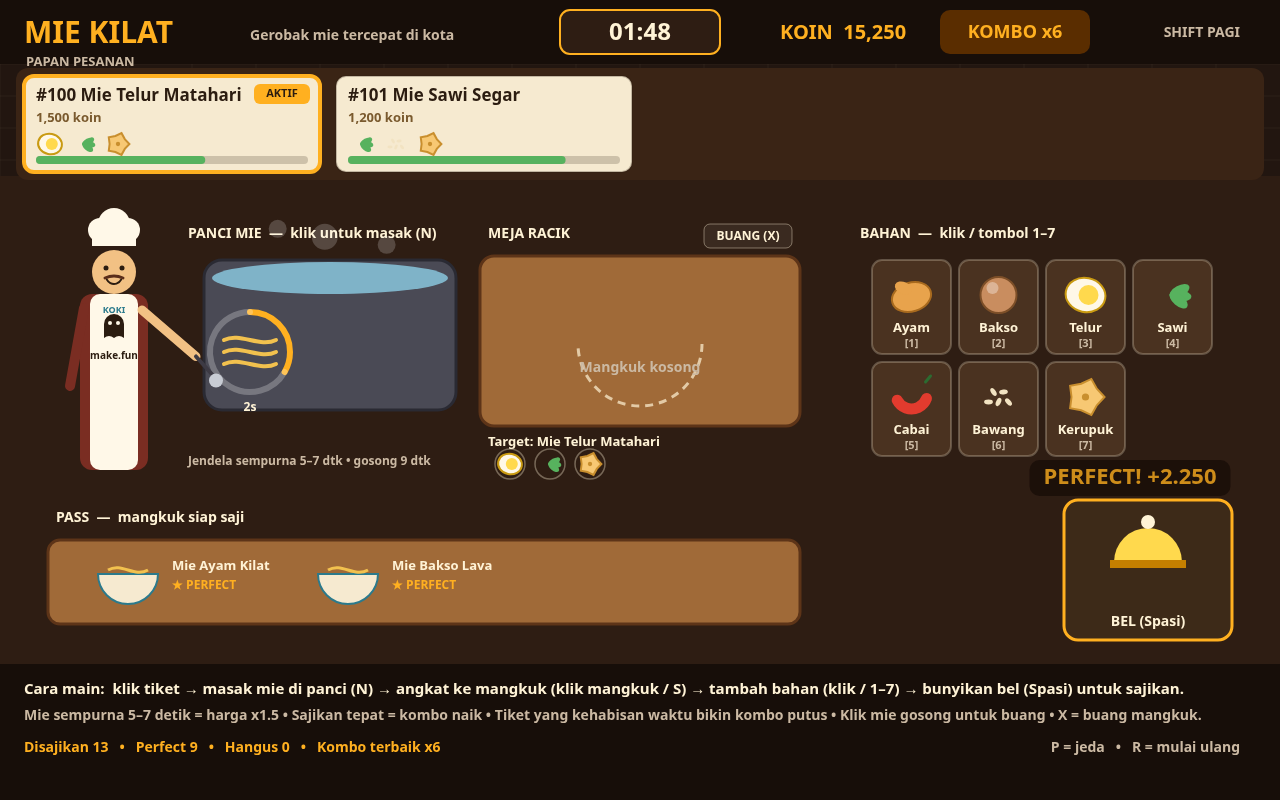 MIE KILAT
Gerobak mie tercepat di kota
01:48
KOIN 15,250
KOMBO x6
SHIFT PAGI
PAPAN PESANAN
#100 Mie Telur Matahari
AKTIF
1,500 koin
#101 Mie Sawi Segar
1,200 koin
PANCI MIE — klik untuk masak (N)
MEJA RACIK
BUANG (X)
BAHAN — klik / tombol 1–7
KOKI
make.fun
2s
Jendela sempurna 5–7 dtk • gosong 9 dtk
Mangkuk kosong
Target: Mie Telur Matahari
Ayam
[1]
Bakso
[2]
Telur
[3]
Sawi
[4]
Cabai
[5]
Bawang
[6]
Kerupuk
[7]
PERFECT! +2.250
PASS — mangkuk siap saji
Mie Ayam Kilat
★ PERFECT
Mie Bakso Lava
★ PERFECT
BEL (Spasi)
Cara main: klik tiket → masak mie di panci (N) → angkat ke mangkuk (klik mangkuk / S) → tambah bahan (klik / 1–7) → bunyikan bel (Spasi) untuk sajikan.
Mie sempurna 5–7 detik = harga x1.5 • Sajikan tepat = kombo naik • Tiket yang kehabisan waktu bikin kombo putus • Klik mie gosong untuk buang • X = buang mangkuk.
Disajikan 13 • Perfect 9 • Hangus 0 • Kombo terbaik x6
P = jeda • R = mulai ulang